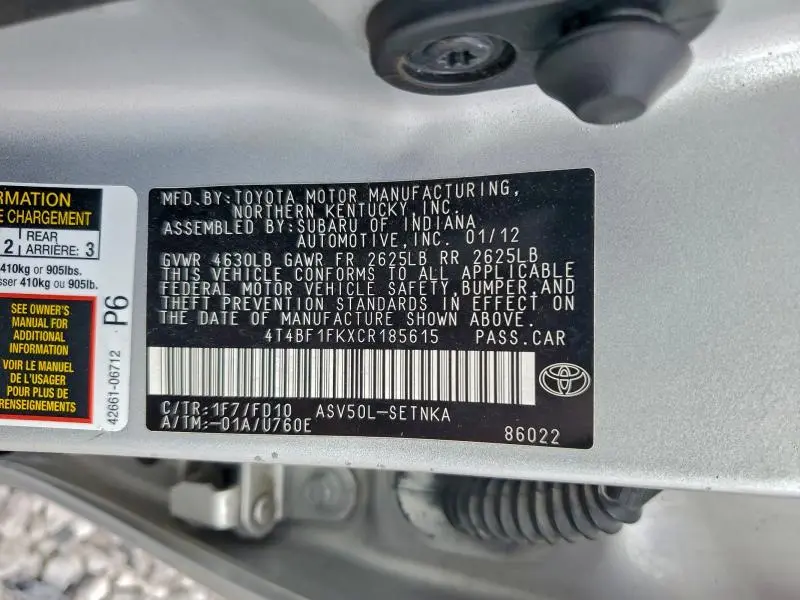 RMATION
E CHARGEMENT
2 REAR
ARRIÈRE: 3
410kg or 905lbs.
sser 410kg ou 905lb.
SEE OWNER'S
MANUAL FOR
ADDITIONAL
INFORMATION
VOIR LE MANUEL
DE L'USAGER
POUR PLUS DE
RENSEIGNEMENTS
P6
42661-06712
MFD.BY:TOYOTA MOTOR MANUFACTURING,
NORTHERN KENTUCKY,INC.
ASSEMBLED BY:SUBARU OF INDIANA
AUTOMOTIVE,INC. 01/12
GVWR 4630LB GAWR FR 2625LB RR 2625LB
THIS VEHICLE CONFORMS TO ALL APPLICABLE
FEDERAL MOTOR VEHICLE SAFETY,BUMPER,AND
THEFT PREVENTION STANDARDS IN EFFECT ON
THE DATE OF MANUFACTURE SHOWN ABOVE.
4T4BF1FKXCR185615 PASS.CAR
C/TR:1F7/FD10 ASV50L-SETNKA
A/TM:-01A/U760E
86022